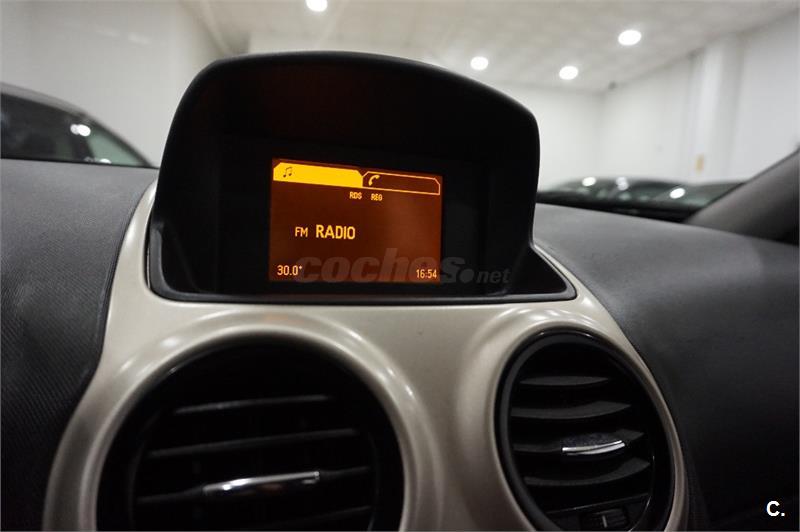 RDS REG
FM RADIO
30.0°
16:54
coches.net
C.